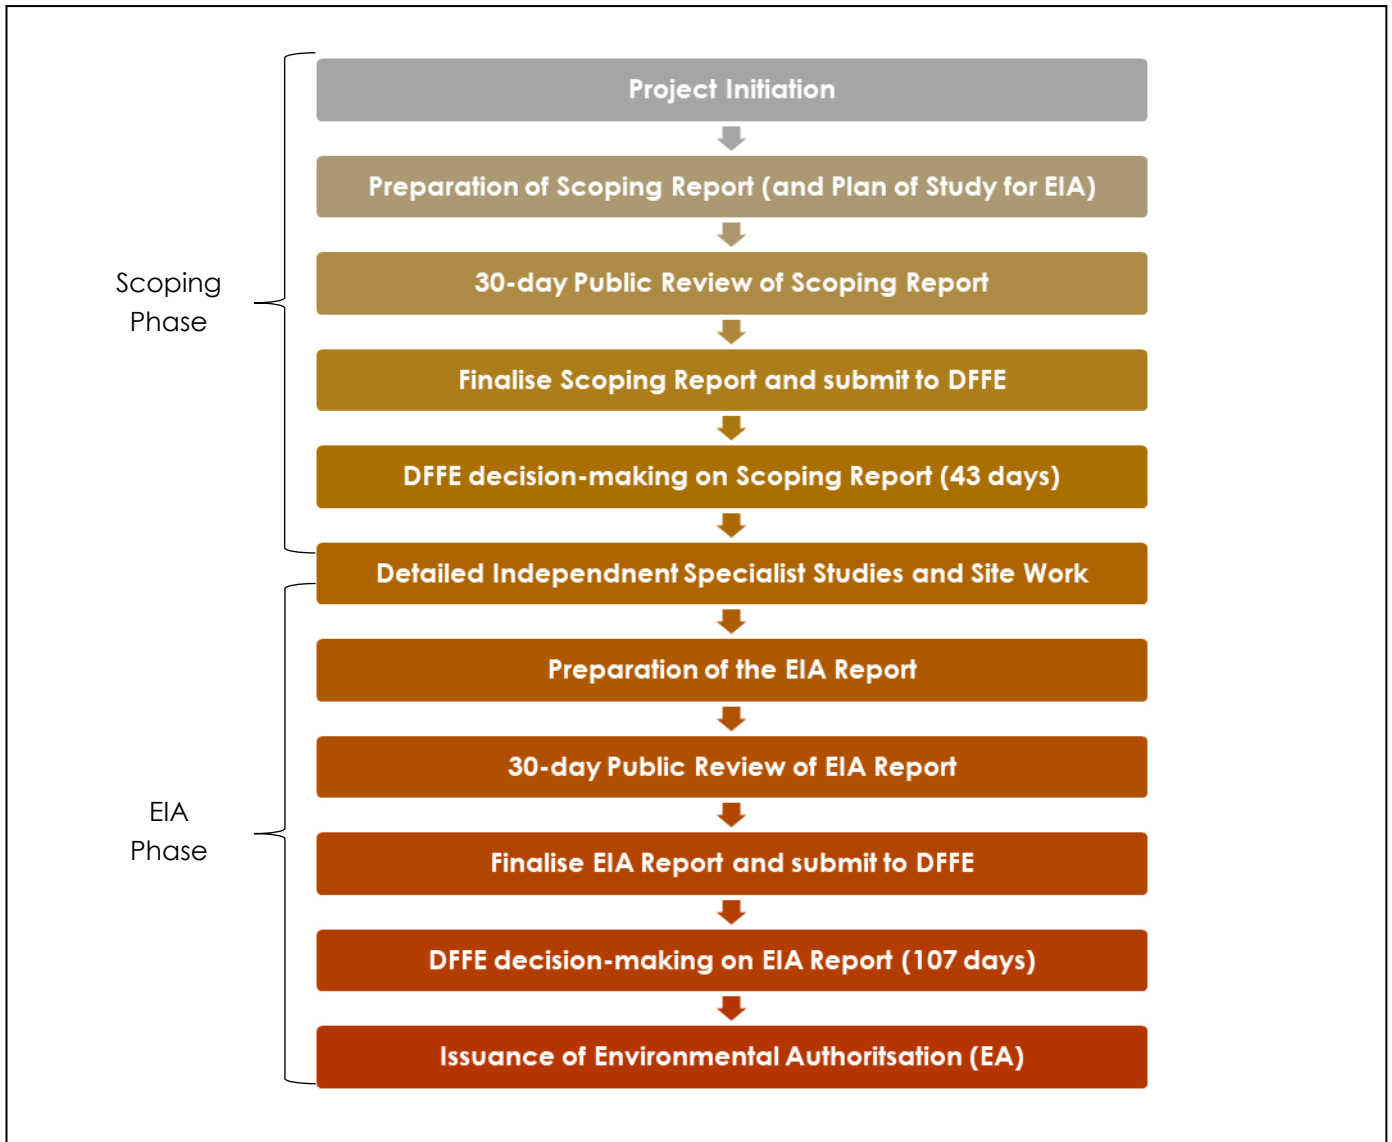 Project Initiation
Preparation of Scoping Report (and Plan of Study for EIA)
30-day Public Review of Scoping Report
Scoping
Phase
Finalise Scoping Report and submit to DFFE
DFFE decision-making on Scoping Report (43 days)
Detailed Independnent Specialist Studies and Site Work
Preparation of the EIA Report
30-day Public Review of EIA Report
EIA
Phase
Finalise EIA Report and submit to DFFE
DFFE decision-making on EIA Report (107 days)
Issuance of Environmental Authoritsation (EA)